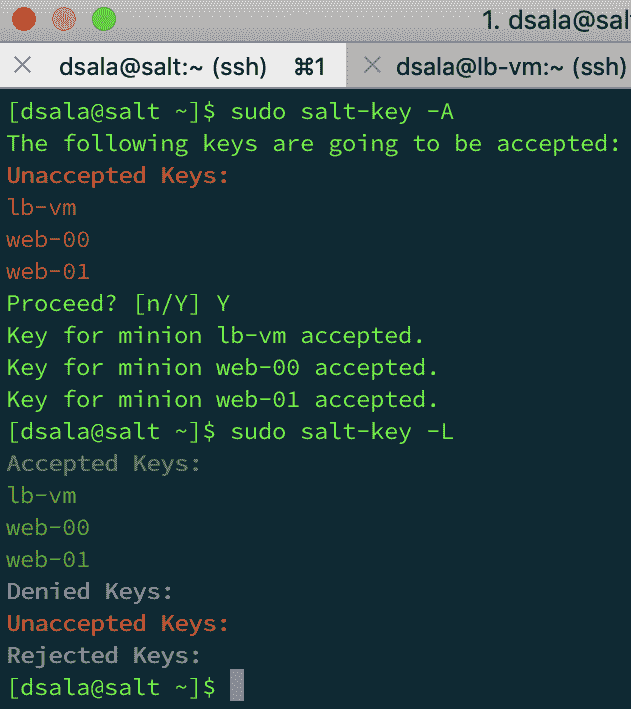 1. dsala@sal
dsala@salt:~ (ssh) ⌘1 dsala@lb-vm:~ (ssh)
[dsala@salt ~]$ sudo salt-key -A
The following keys are going to be accepted:
Unaccepted Keys:
lb-vm
web-00
web-01
Proceed? [n/Y] Y
Key for minion lb-vm accepted.
Key for minion web-00 accepted.
Key for minion web-01 accepted.
[dsala@salt ~]$ sudo salt-key -L
Accepted Keys:
lb-vm
web-00
web-01
Denied Keys:
Unaccepted Keys:
Rejected Keys:
[dsala@salt ~]$